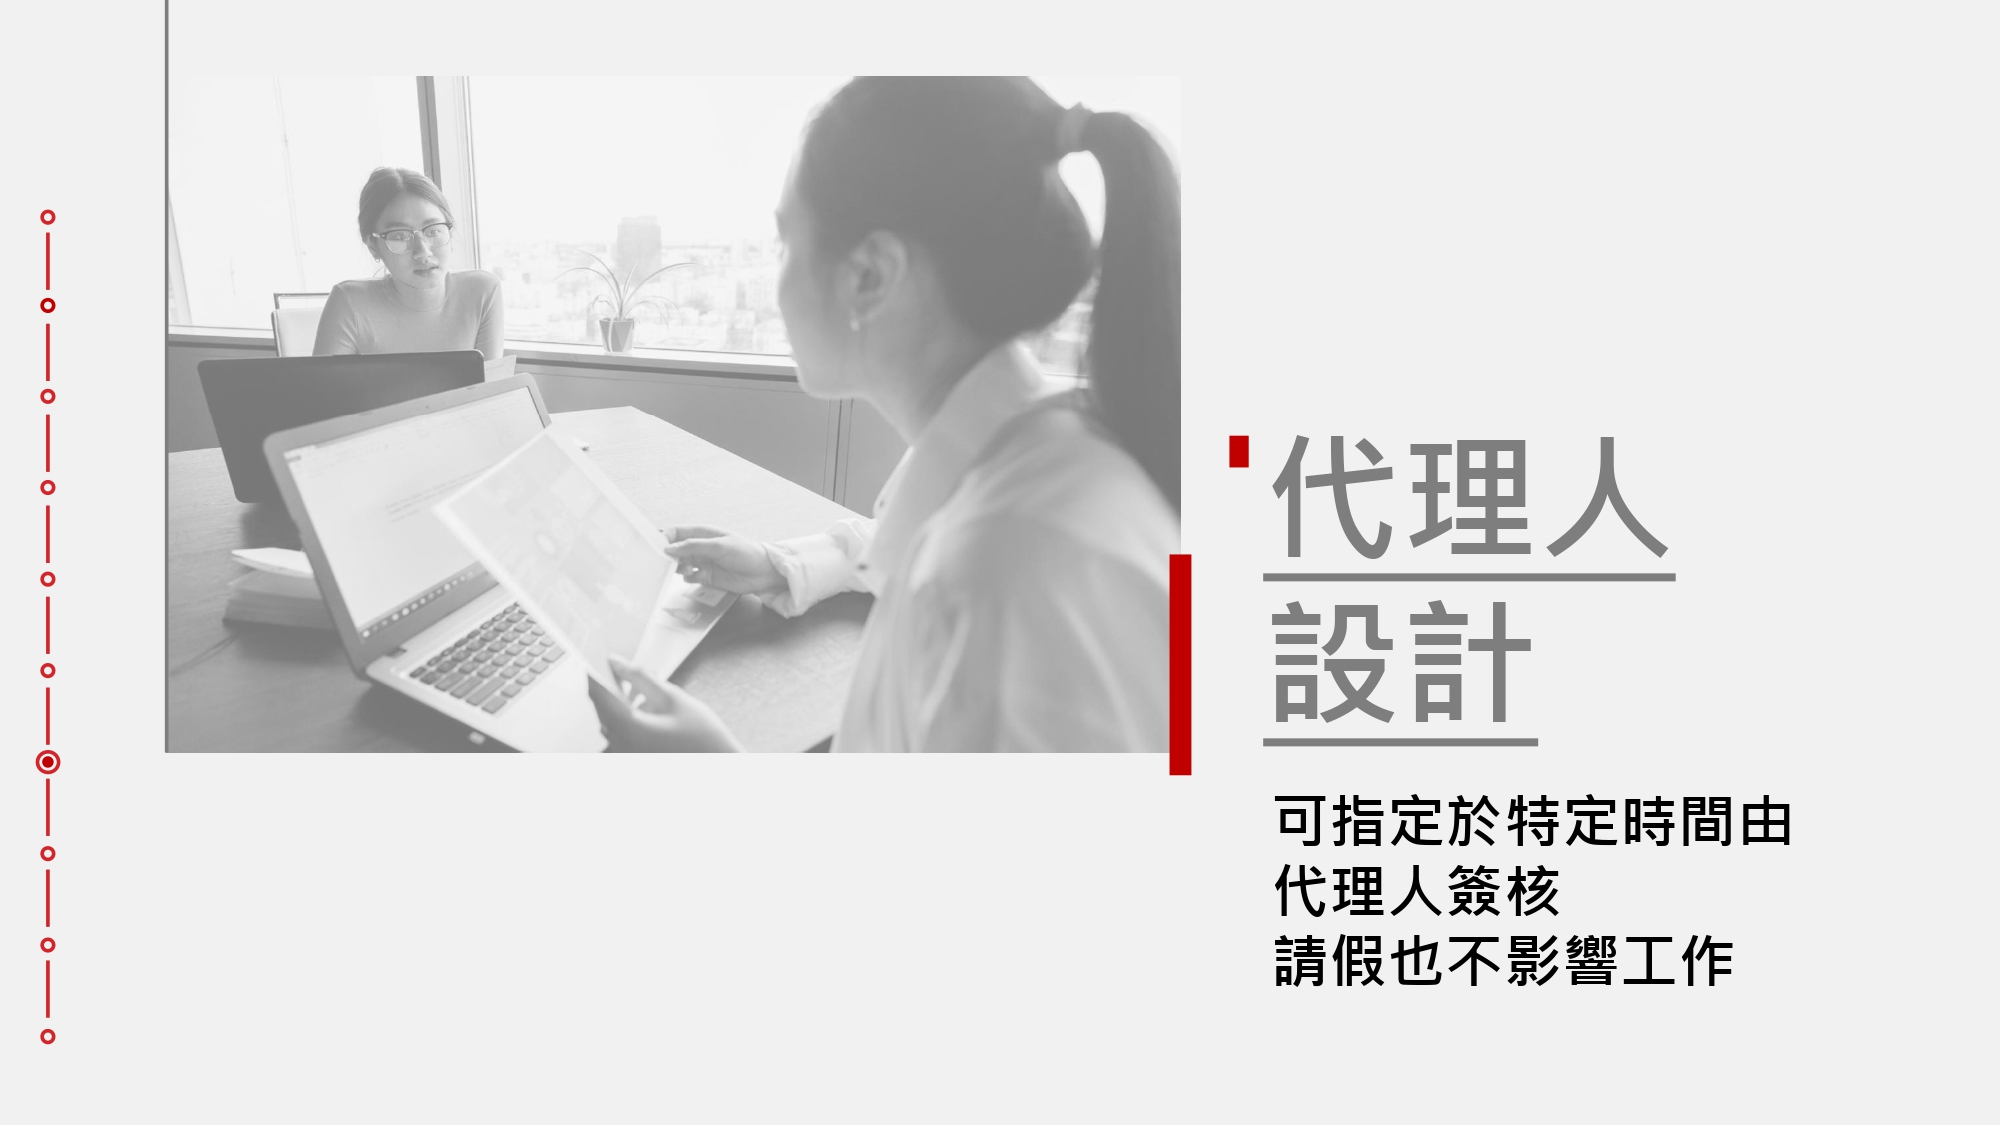 代理人
設計
可指定於特定時間由
代理人簽核
請假也不影響工作